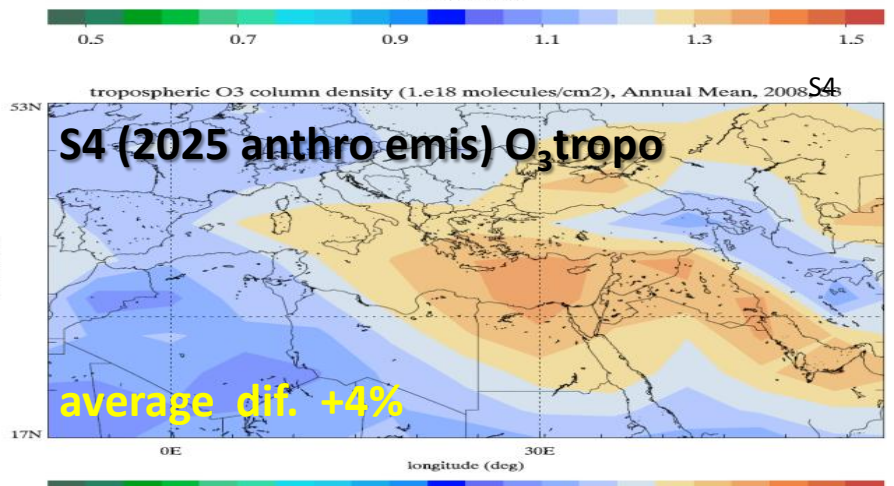 0.5 0.7 0.9 1.1 1.3 1.5
S4
tropospheric O3 column density (1.e18 molecules/cm2), Annual Mean, 2008,
53N
S4 (2025 anthro emis) O₃tropo
average dif. +4%
17N
0E 30E
longitude (deg)